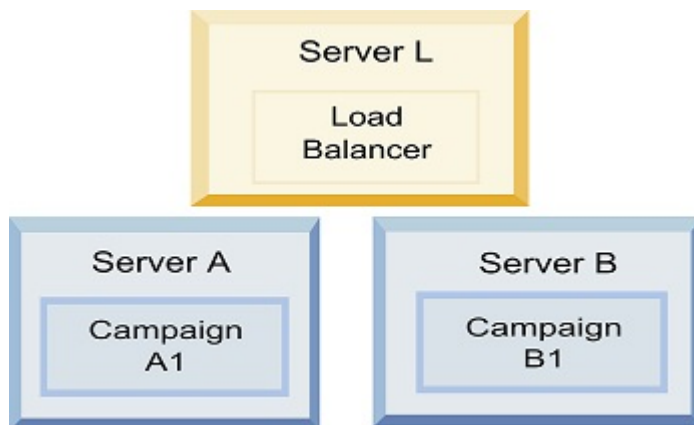 Server L
Load
Balancer
Server A
Campaign
A1
Server B
Campaign
B1